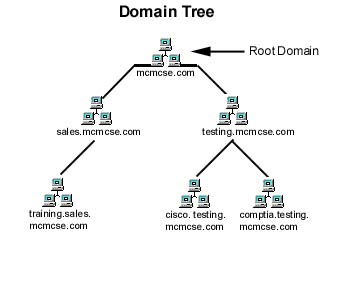 Domain Tree
Root Domain
mcmcse.com
sales.mcmcse.com
testing.mcmcse.com
training.sales.
mcmcse.com
cisco. testing.
mcmcse.com
comptia.testing.
mcmcse.com